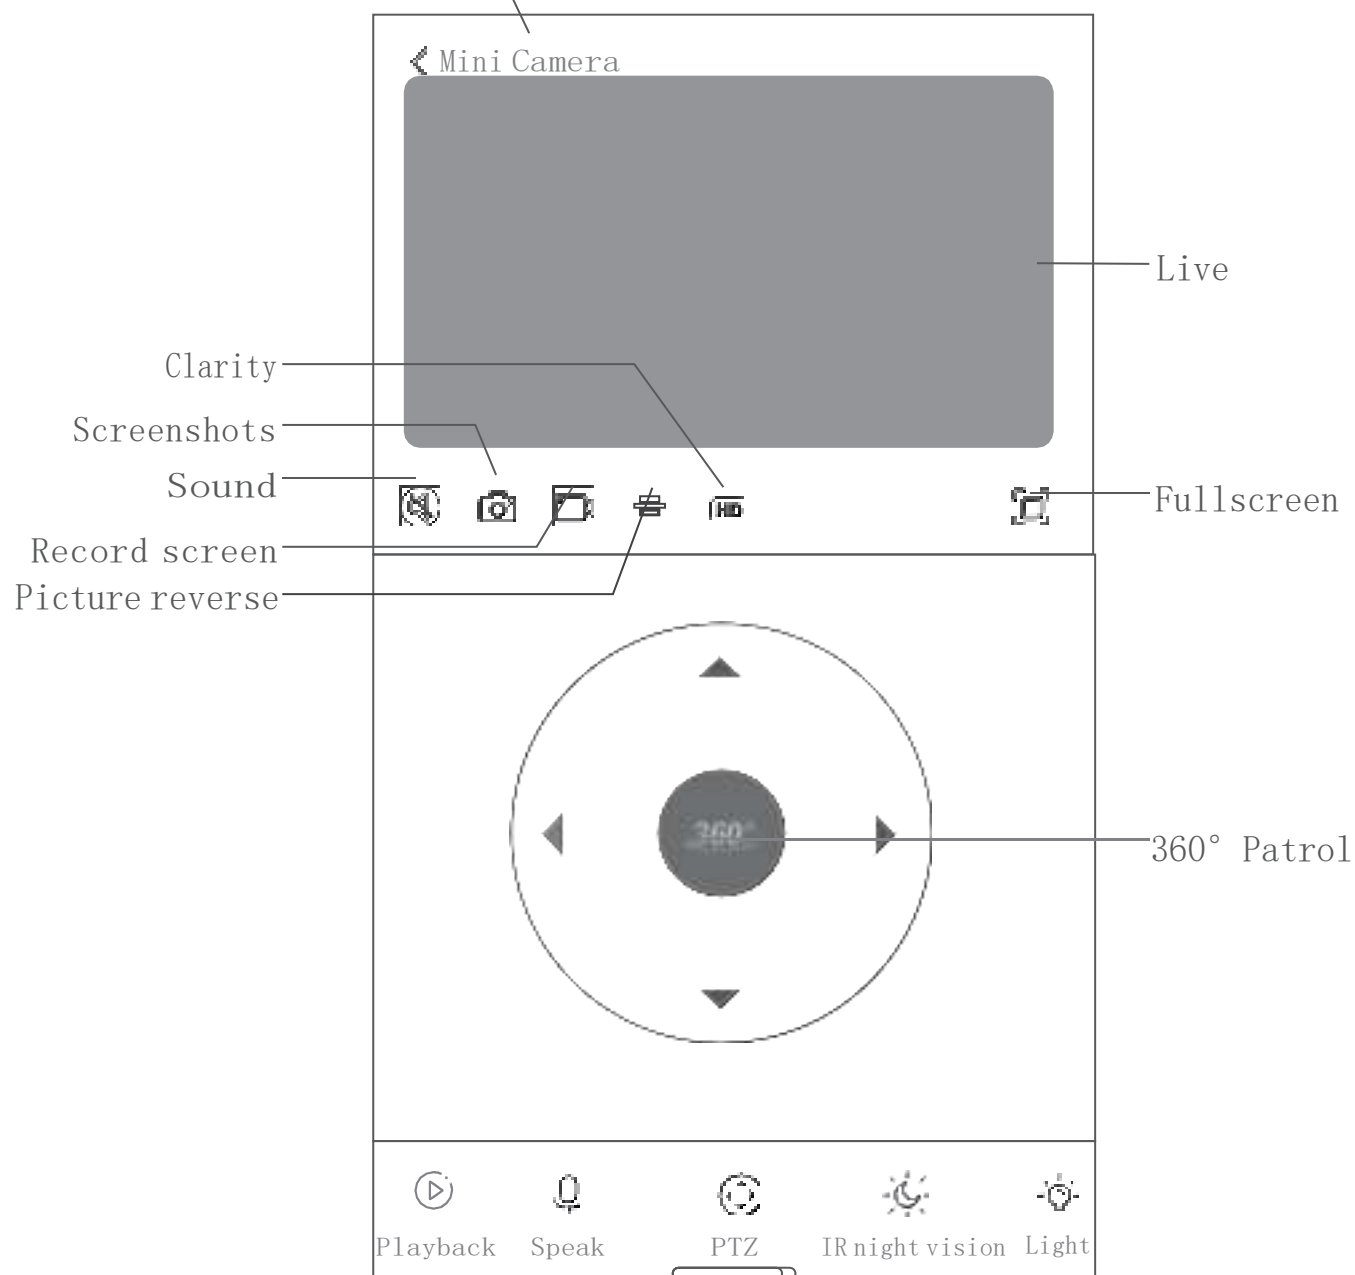 Mini Camera
Live
Clarity
Screenshots
Sound
HD
Fullscreen
Record screen
Picture reverse
360°
360° Patrol
Playback
Speak
PTZ
IR night vision
Light